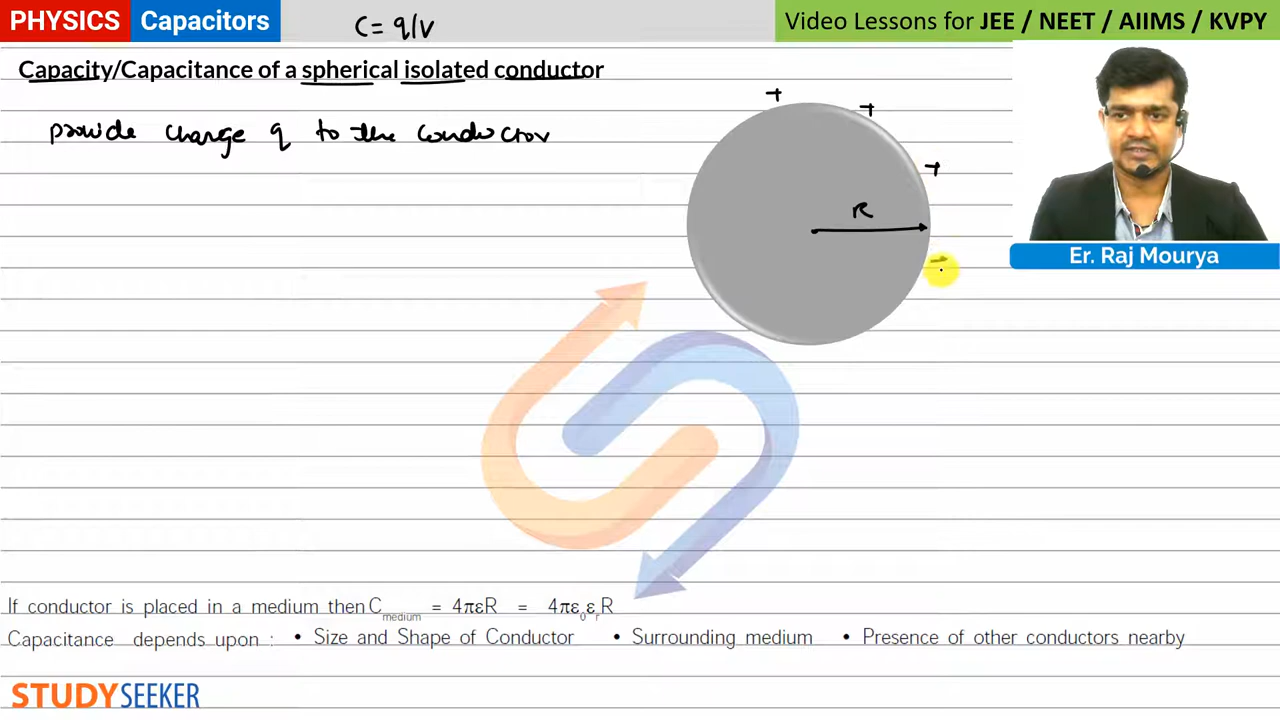 PHYSICS Capacitors C = q/V Video Lessons for JEE / NEET / AIIMS / KVPY
Capacity/Capacitance of a spherical isolated conductor
provide charge q to the conductor
+ + +
R
Er. Raj Mourya
If conductor is placed in a medium then C medium = 4πεR = 4πε₀εᵣR
Capacitance depends upon : • Size and Shape of Conductor • Surrounding medium • Presence of other conductors nearby
STUDYSEEKER